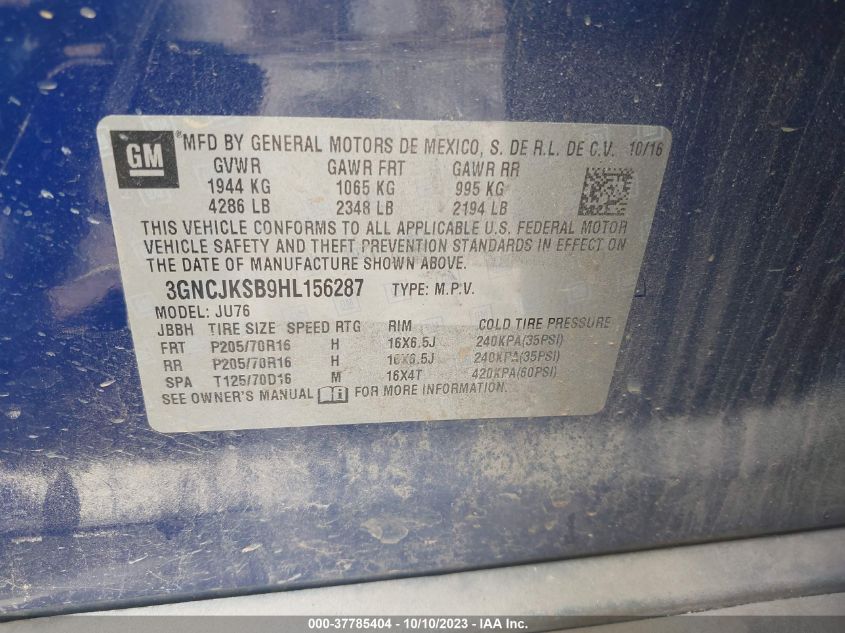 GM ® MFD BY GENERAL MOTORS DE MEXICO, S. DE R.L. DE C.V. 10/16
GVWR GAWR FRT GAWR RR
1944 KG 1065 KG 995 KG
4286 LB 2348 LB 2194 LB
THIS VEHICLE CONFORMS TO ALL APPLICABLE U.S. FEDERAL MOTOR
VEHICLE SAFETY AND THEFT PREVENTION STANDARDS IN EFFECT ON
THE DATE OF MANUFACTURE SHOWN ABOVE.
3GNCJKSB9HL156287 TYPE: M.P.V.
MODEL: JU76
JBBH TIRE SIZE SPEED RTG RIM COLD TIRE PRESSURE
FRT P205/70R16 H 16X6.5J 240KPA(35PSI)
RR P205/70R16 H 16X6.5J 240KPA(35PSI)
SPA T125/70D16 M 16X4T 420KPA(60PSI)
SEE OWNER'S MANUAL FOR MORE INFORMATION.
000-37785404 - 10/10/2023 - IAA Inc.